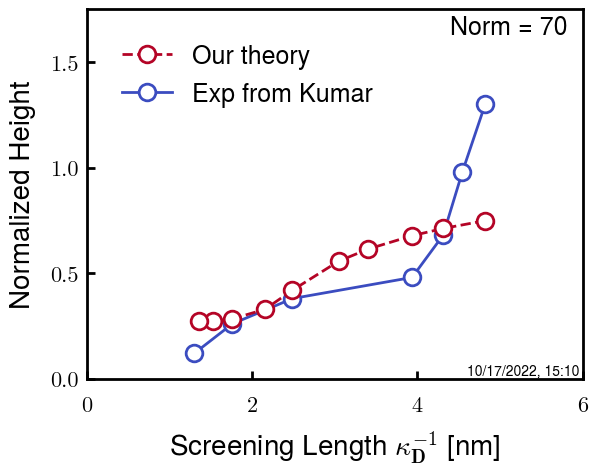 Norm = 70
Our theory
Exp from Kumar
Normalized Height
1.5
1.0
0.5
0.0
10/17/2022, 15:10
0 2 4 6
Screening Length κ_D^{-1} [nm]